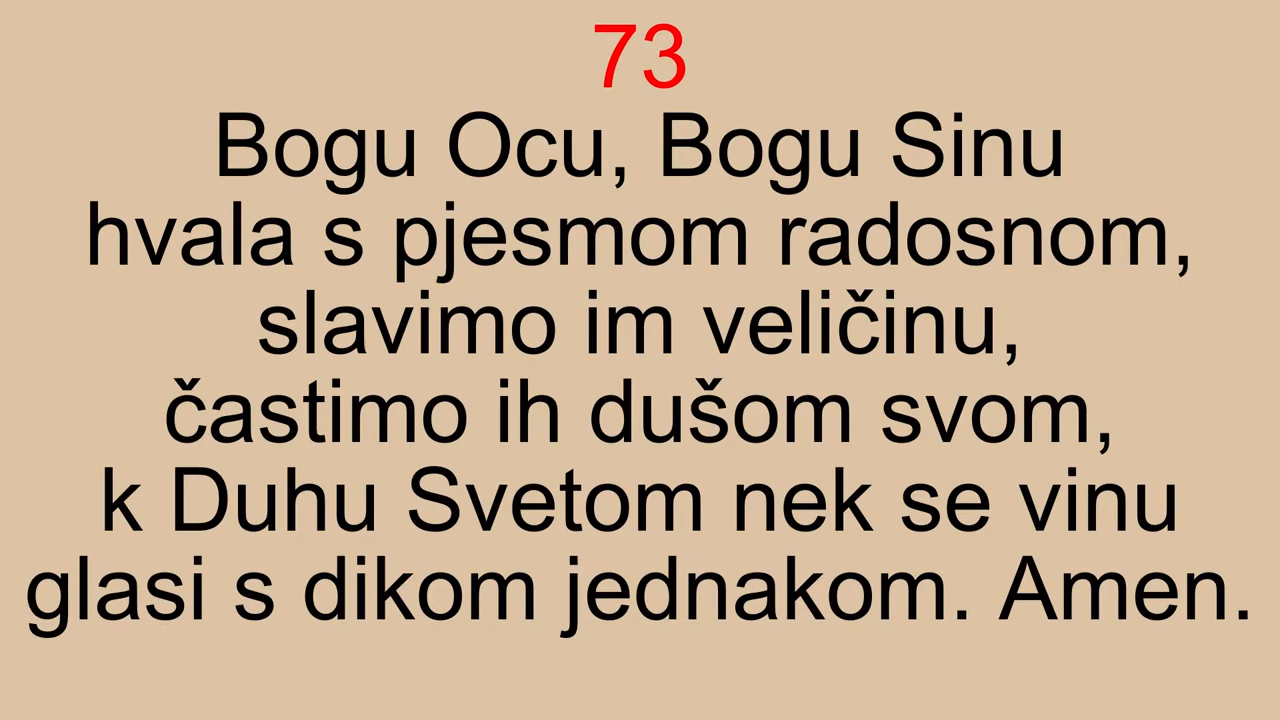 73
Bogu Ocu, Bogu Sinu
hvala s pjesmom radosnom,
slavimo im veličinu,
častimo ih dušom svom,
k Duhu Svetom nek se vinu
glasi s dikom jednakom. Amen.